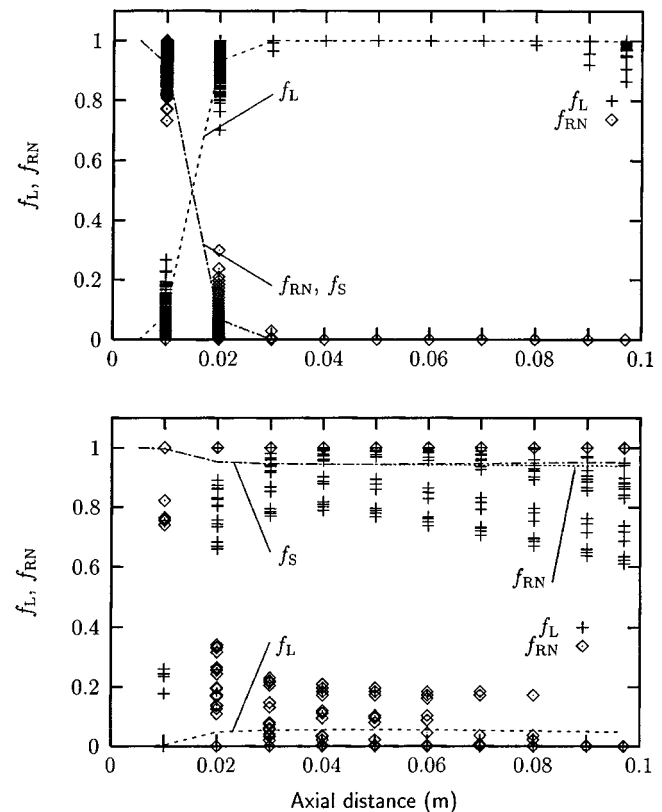 1
0.8
0.6
0.4
0.2
0
f_L, f_RN
f_L
f_L +
f_RN ◇
f_RN, f_S
0 0.02 0.04 0.06 0.08 0.1
1
0.8
0.6
0.4
0.2
0
f_L, f_RN
f_S
f_RN
f_L
f_L +
f_RN ◇
0 0.02 0.04 0.06 0.08 0.1
Axial distance (m)